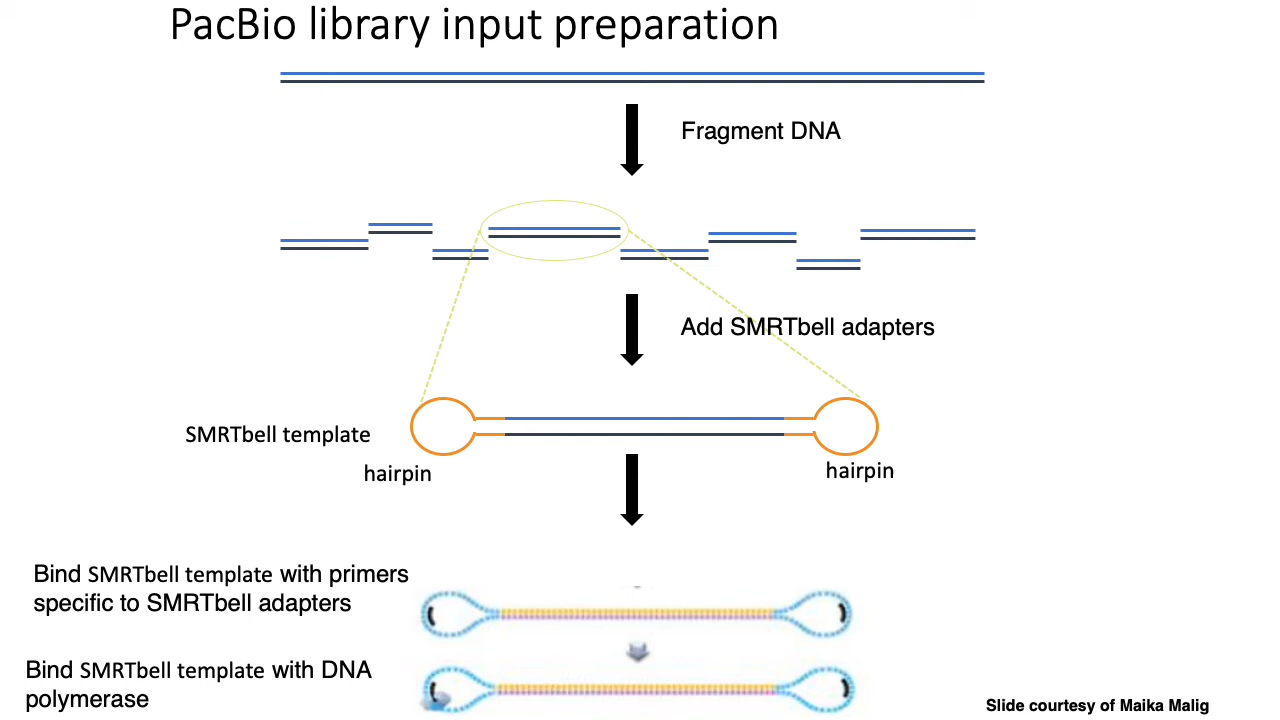 PacBio library input preparation
Fragment DNA
Add SMRTbell adapters
SMRTbell template
hairpin
hairpin
Bind SMRTbell template with primers
specific to SMRTbell adapters
Bind SMRTbell template with DNA
polymerase
Slide courtesy of Maika Malig